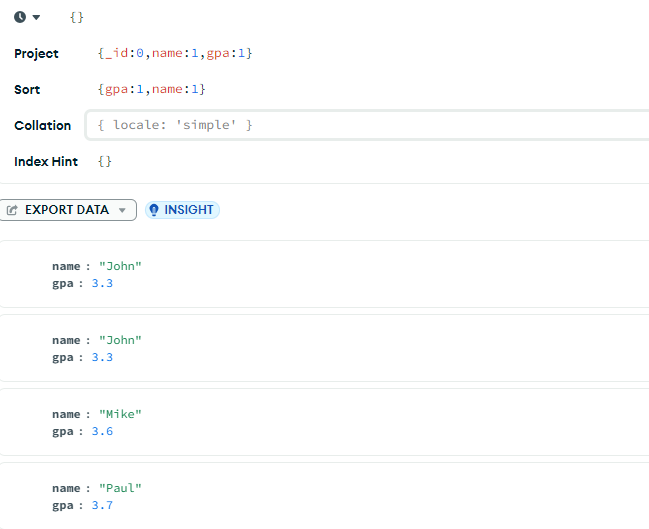 {}
Project {_id:0,name:1,gpa:1}
Sort {gpa:1,name:1}
Collation { locale: 'simple' }
Index Hint {}
EXPORT DATA INSIGHT
name : "John"
gpa : 3.3
name : "John"
gpa : 3.3
name : "Mike"
gpa : 3.6
name : "Paul"
gpa : 3.7